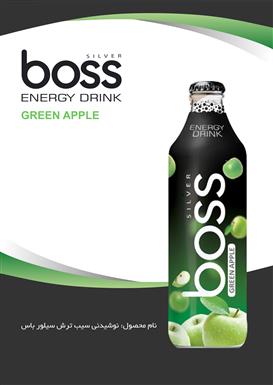 SILVER
boss
ENERGY DRINK
GREEN APPLE
ENERGY
DRINK
SILVER
boss
GREEN APPLE
نام محصول: نوشیدنی سیب ترش سیلور باس